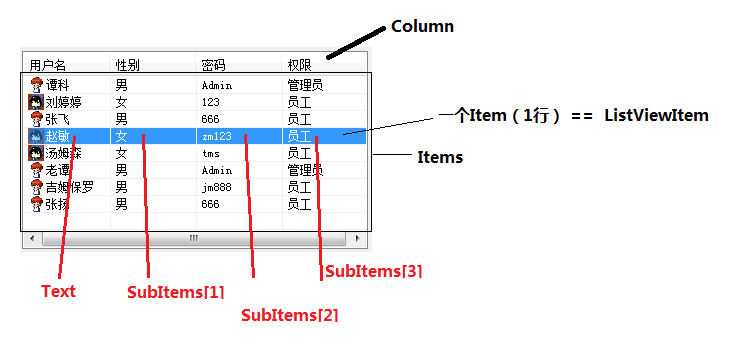 Column
用户名 性别 密码 权限
谭科 男 Admin 管理员
刘婷婷 女 123 员工
张飞 男 666 员工
一个Item（1行） == ListViewItem
赵敏 女 zm123 员工
汤姆森 女 tms 员工
Items
老谭 男 Admin 管理员
吉姆保罗 男 jm888 员工
张扬 男 666 员工
SubItems[3]
Text
SubItems[1]
SubItems[2]